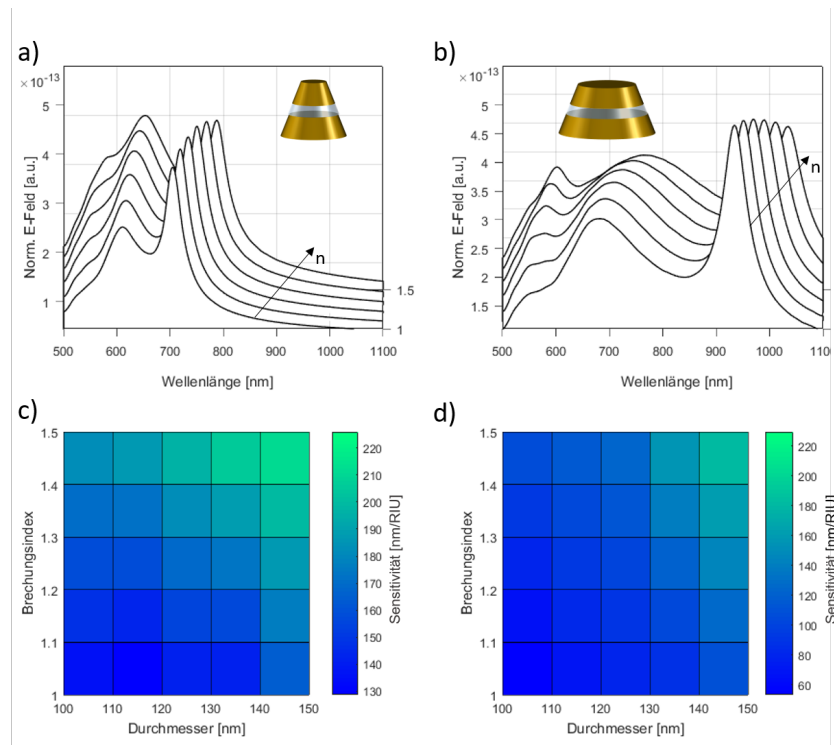 a)
× 10⁻¹³
5
4
3
2
1
Norm. E-Feld [a.u.]
n
1.5
1
500 600 700 800 900 1000 1100
Wellenlänge [nm]
b)
× 10⁻¹³
5
4.5
4
3.5
3
2.5
2
1.5
Norm. E-Feld [a.u.]
n
500 600 700 800 900 1000 1100
Wellenlänge [nm]
c)
1.5
1.4
1.3
1.2
1.1
1
Brechungsindex
100 110 120 130 140 150
Durchmesser [nm]
220
210
200
190
180
170
160
150
140
130
Sensitivität [nm/RIU]
d)
1.5
1.4
1.3
1.2
1.1
1
Brechungsindex
100 110 120 130 140 150
Durchmesser [nm]
220
200
180
160
140
120
100
80
60
Sensitivität [nm/RIU]